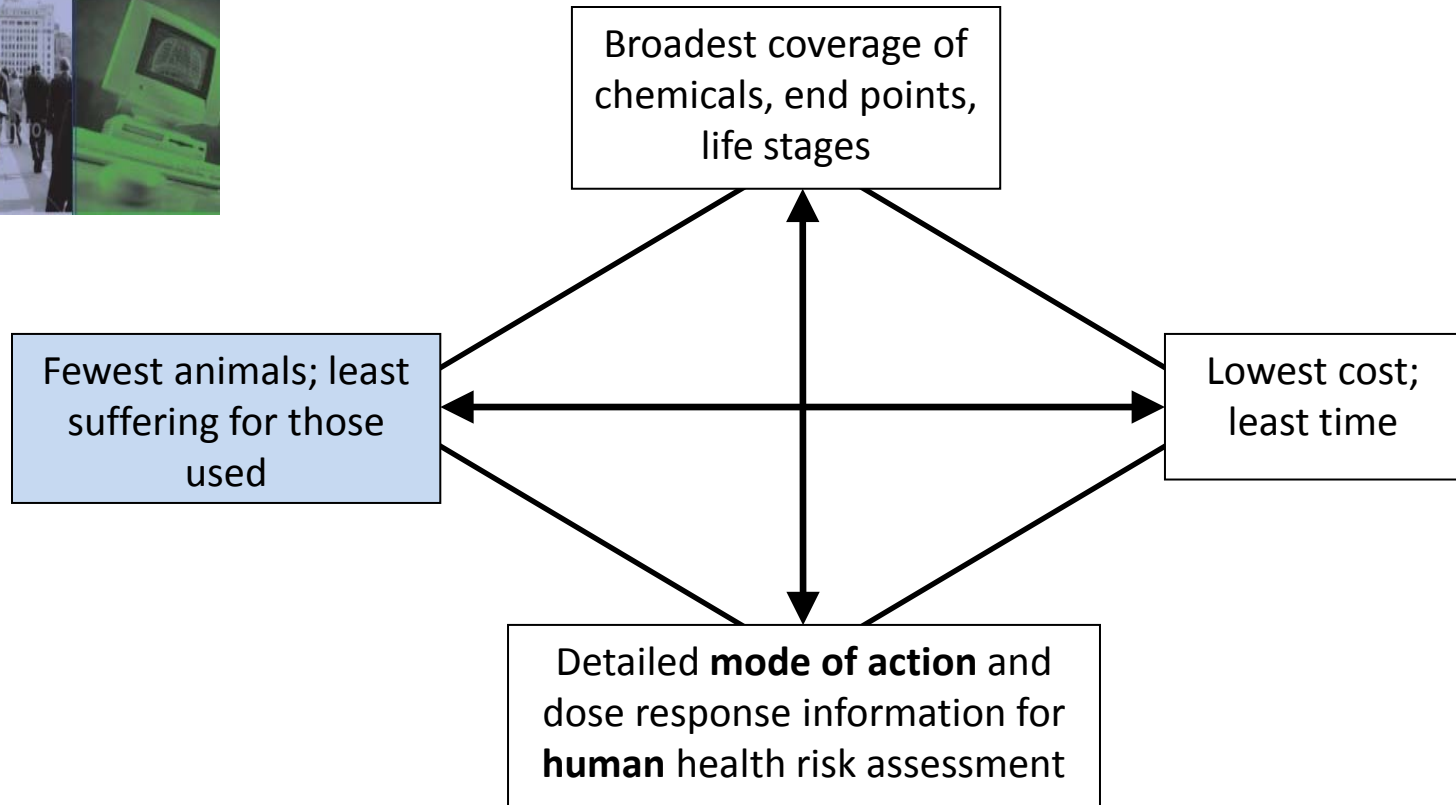 Broadest coverage of
chemicals, end points,
life stages
Fewest animals; least
suffering for those
used
Lowest cost;
least time
Detailed mode of action and
dose response information for
human health risk assessment